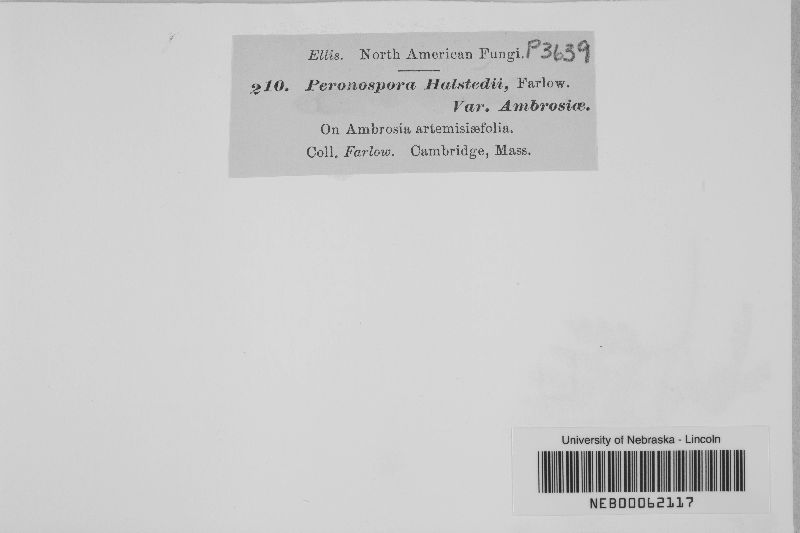 Ellis. North American Fungi. P3639
210. Peronospora Halstedii, Farlow.
Var. Ambrosiæ.
On Ambrosia artemisiæfolia.
Coll. Farlow. Cambridge, Mass.
University of Nebraska - Lincoln
NEB00062117